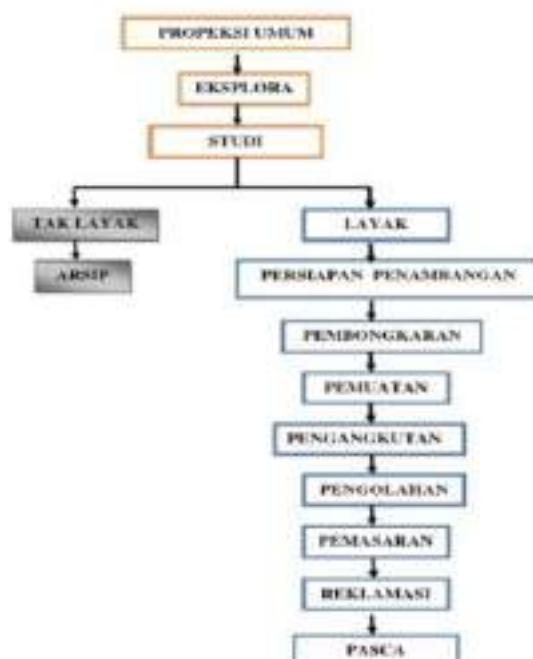 PROPEKSI UMUM
EKSPLORA
STUDI
TAK LAYAK
LAYAK
ARSIP
PERSIAPAN PENAMBANGAN
PEMBONGKARAN
PEMUATAN
PENGANGKUTAN
PENGOLAHAN
PEMASARAN
REKLAMASI
PASCA